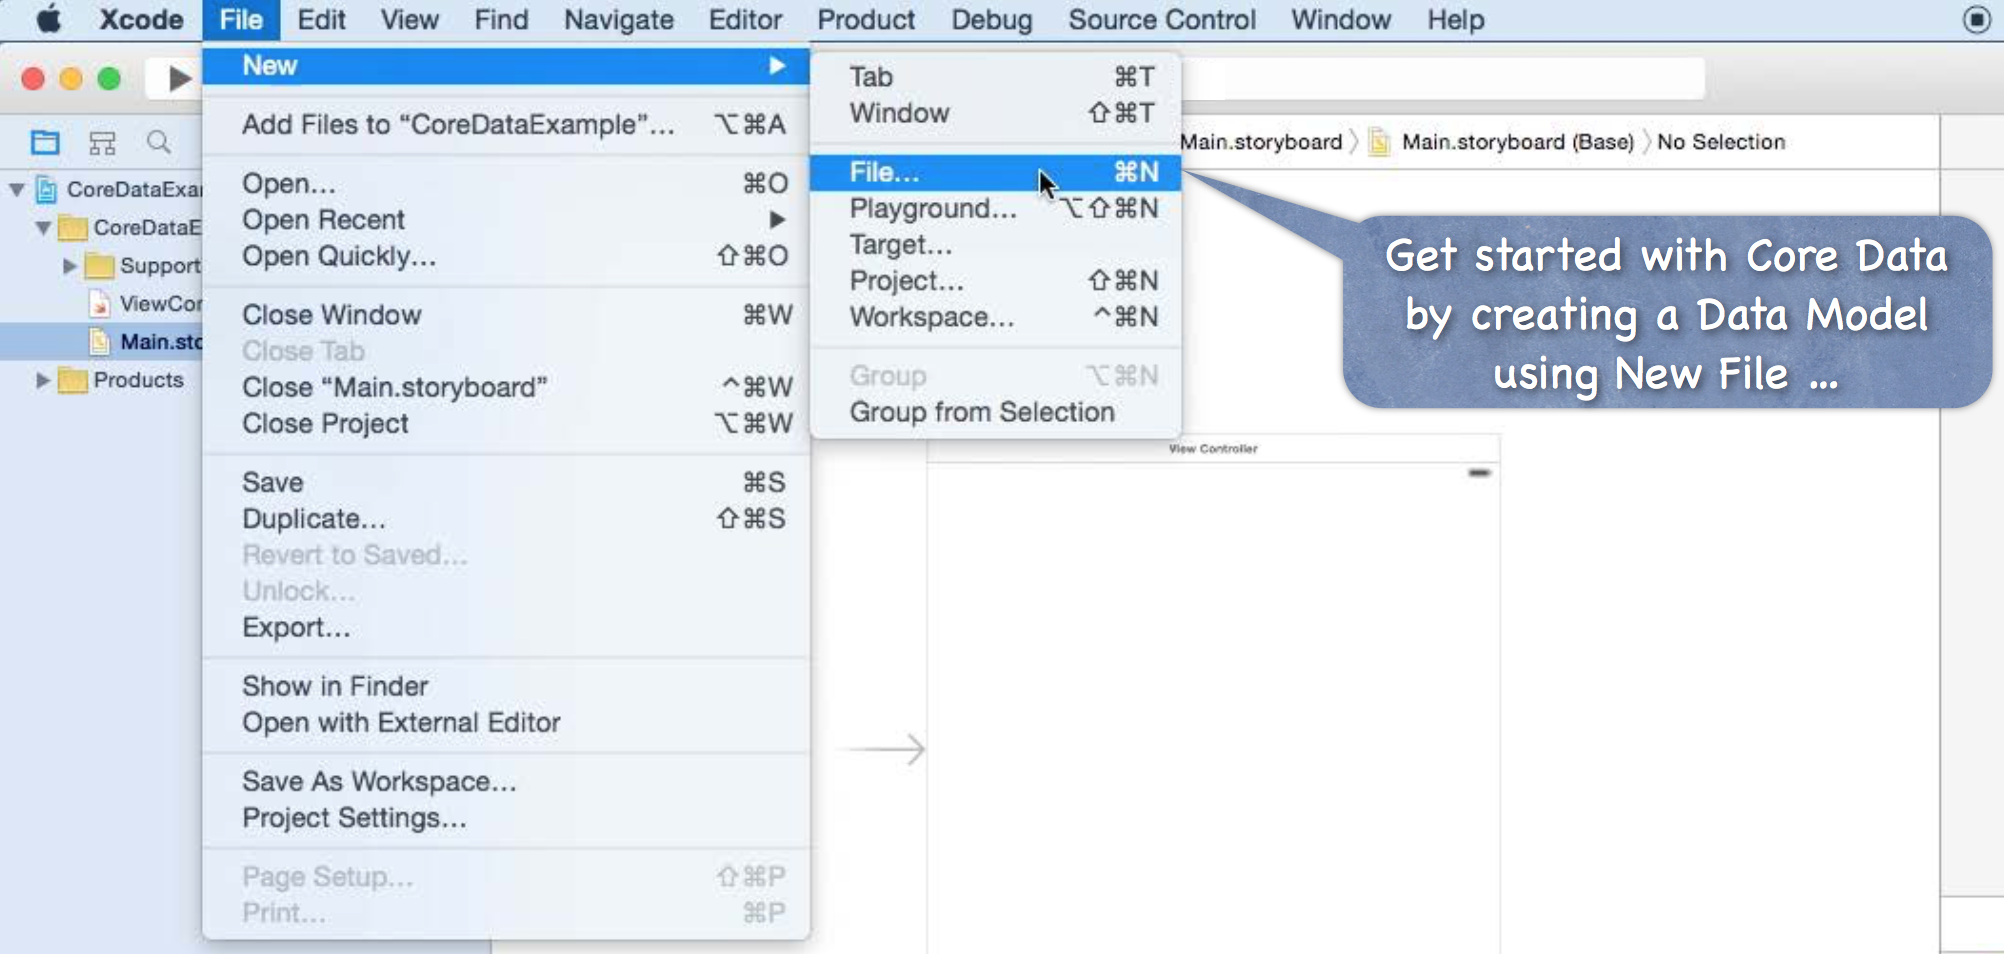 Xcode File Edit View Find Navigate Editor Product Debug Source Control Window Help
New
Add Files to “CoreDataExample”... ⌥⌘A
Open... ⌘O
Open Recent
Open Quickly... ⇧⌘O
Close Window ⌘W
Close Tab
Close “Main.storyboard” ^⌘W
Close Project ⌥⌘W
Save ⌘S
Duplicate... ⇧⌘S
Revert to Saved...
Unlock...
Export...
Show in Finder
Open with External Editor
Save As Workspace...
Project Settings...
Page Setup... ⇧⌘P
Print... ⌘P
Tab ⌘T
Window ⇧⌘T
File... ⌘N
Playground... ⌥⇧⌘N
Target...
Project... ⇧⌘N
Workspace... ^⌘N
Group ⌥⌘N
Group from Selection
Main.storyboard Main.storyboard (Base) No Selection
CoreDataExa
CoreDataE
Support
ViewCor
Main.sto
Products
Get started with Core Data
by creating a Data Model
using New File ...
View Controller